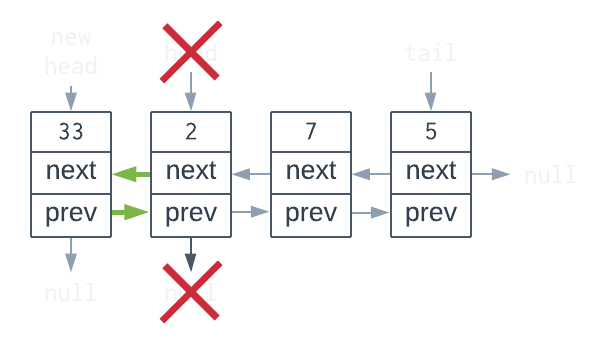 new
head
head
tail
33
2
7
5
next
next
next
next
null
prev
prev
prev
prev
null
null